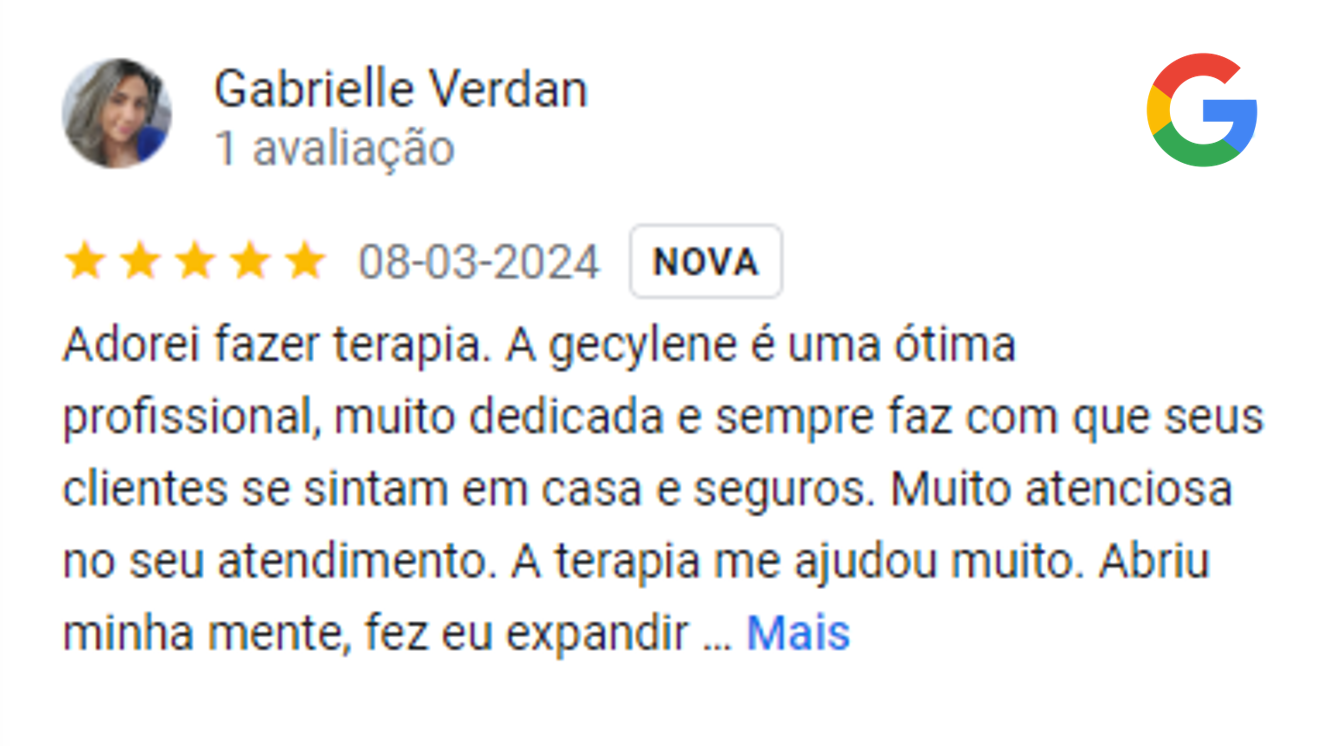 Gabrielle Verdan
1 avaliação
08-03-2024 NOVA
Adorei fazer terapia. A gecylene é uma ótima
profissional, muito dedicada e sempre faz com que seus
clientes se sintam em casa e seguros. Muito atenciosa
no seu atendimento. A terapia me ajudou muito. Abriu
minha mente, fez eu expandir ... Mais